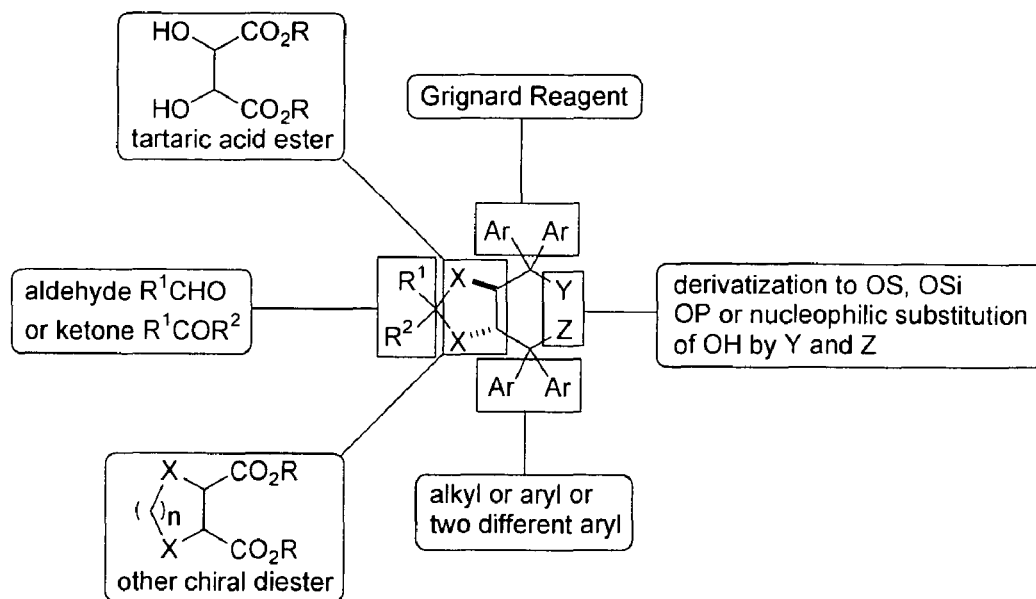 HO CO2R
HO CO2R
tartaric acid ester
Grignard Reagent
Ar Ar
R1 X Y
R2 X Z
Ar Ar
aldehyde R1CHO
or ketone R1COR2
derivatization to OS, OSi
OP or nucleophilic substitution
of OH by Y and Z
X CO2R
( )n
X CO2R
other chiral diester
alkyl or aryl or
two different aryl